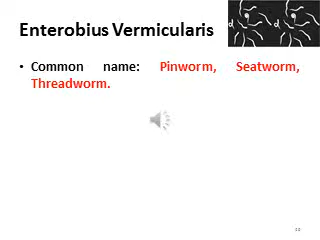 Enterobius Vermicularis
• Common name: Pinworm, Seatworm,
Threadworm.